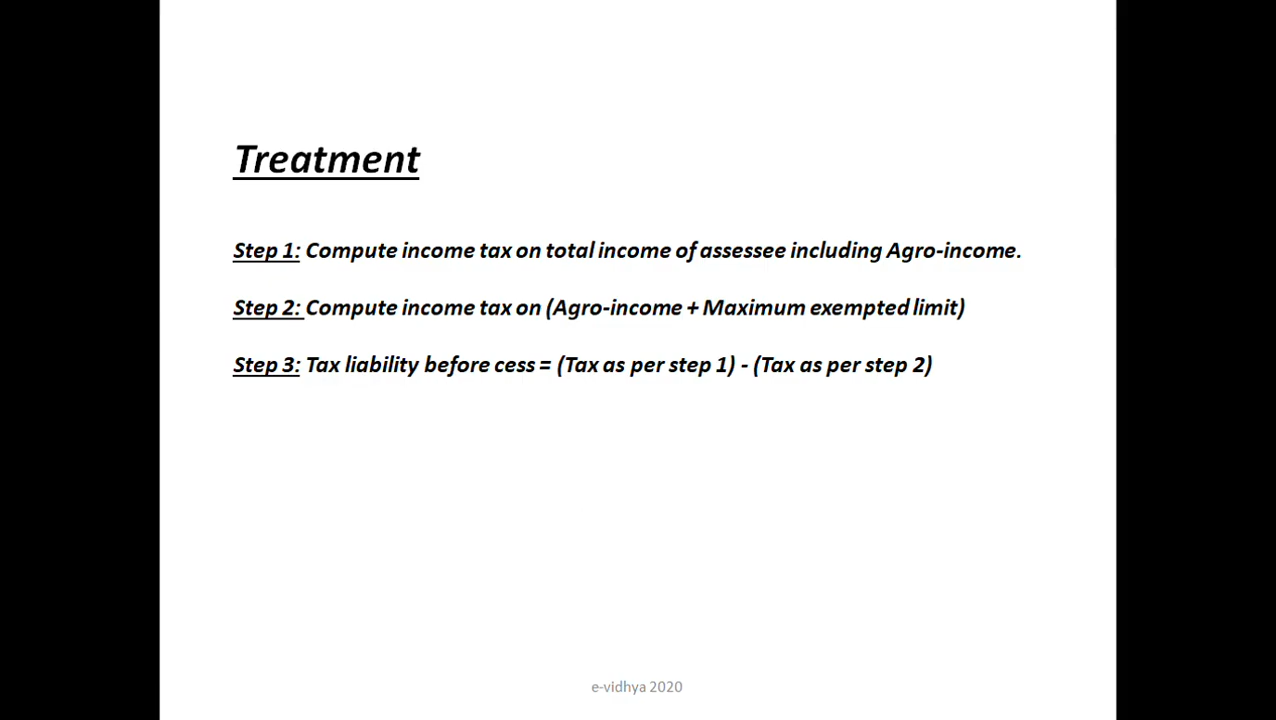 Treatment
Step 1: Compute income tax on total income of assessee including Agro-income.
Step 2: Compute income tax on (Agro-income + Maximum exempted limit)
Step 3: Tax liability before cess = (Tax as per step 1) - (Tax as per step 2)
e-vidhya 2020